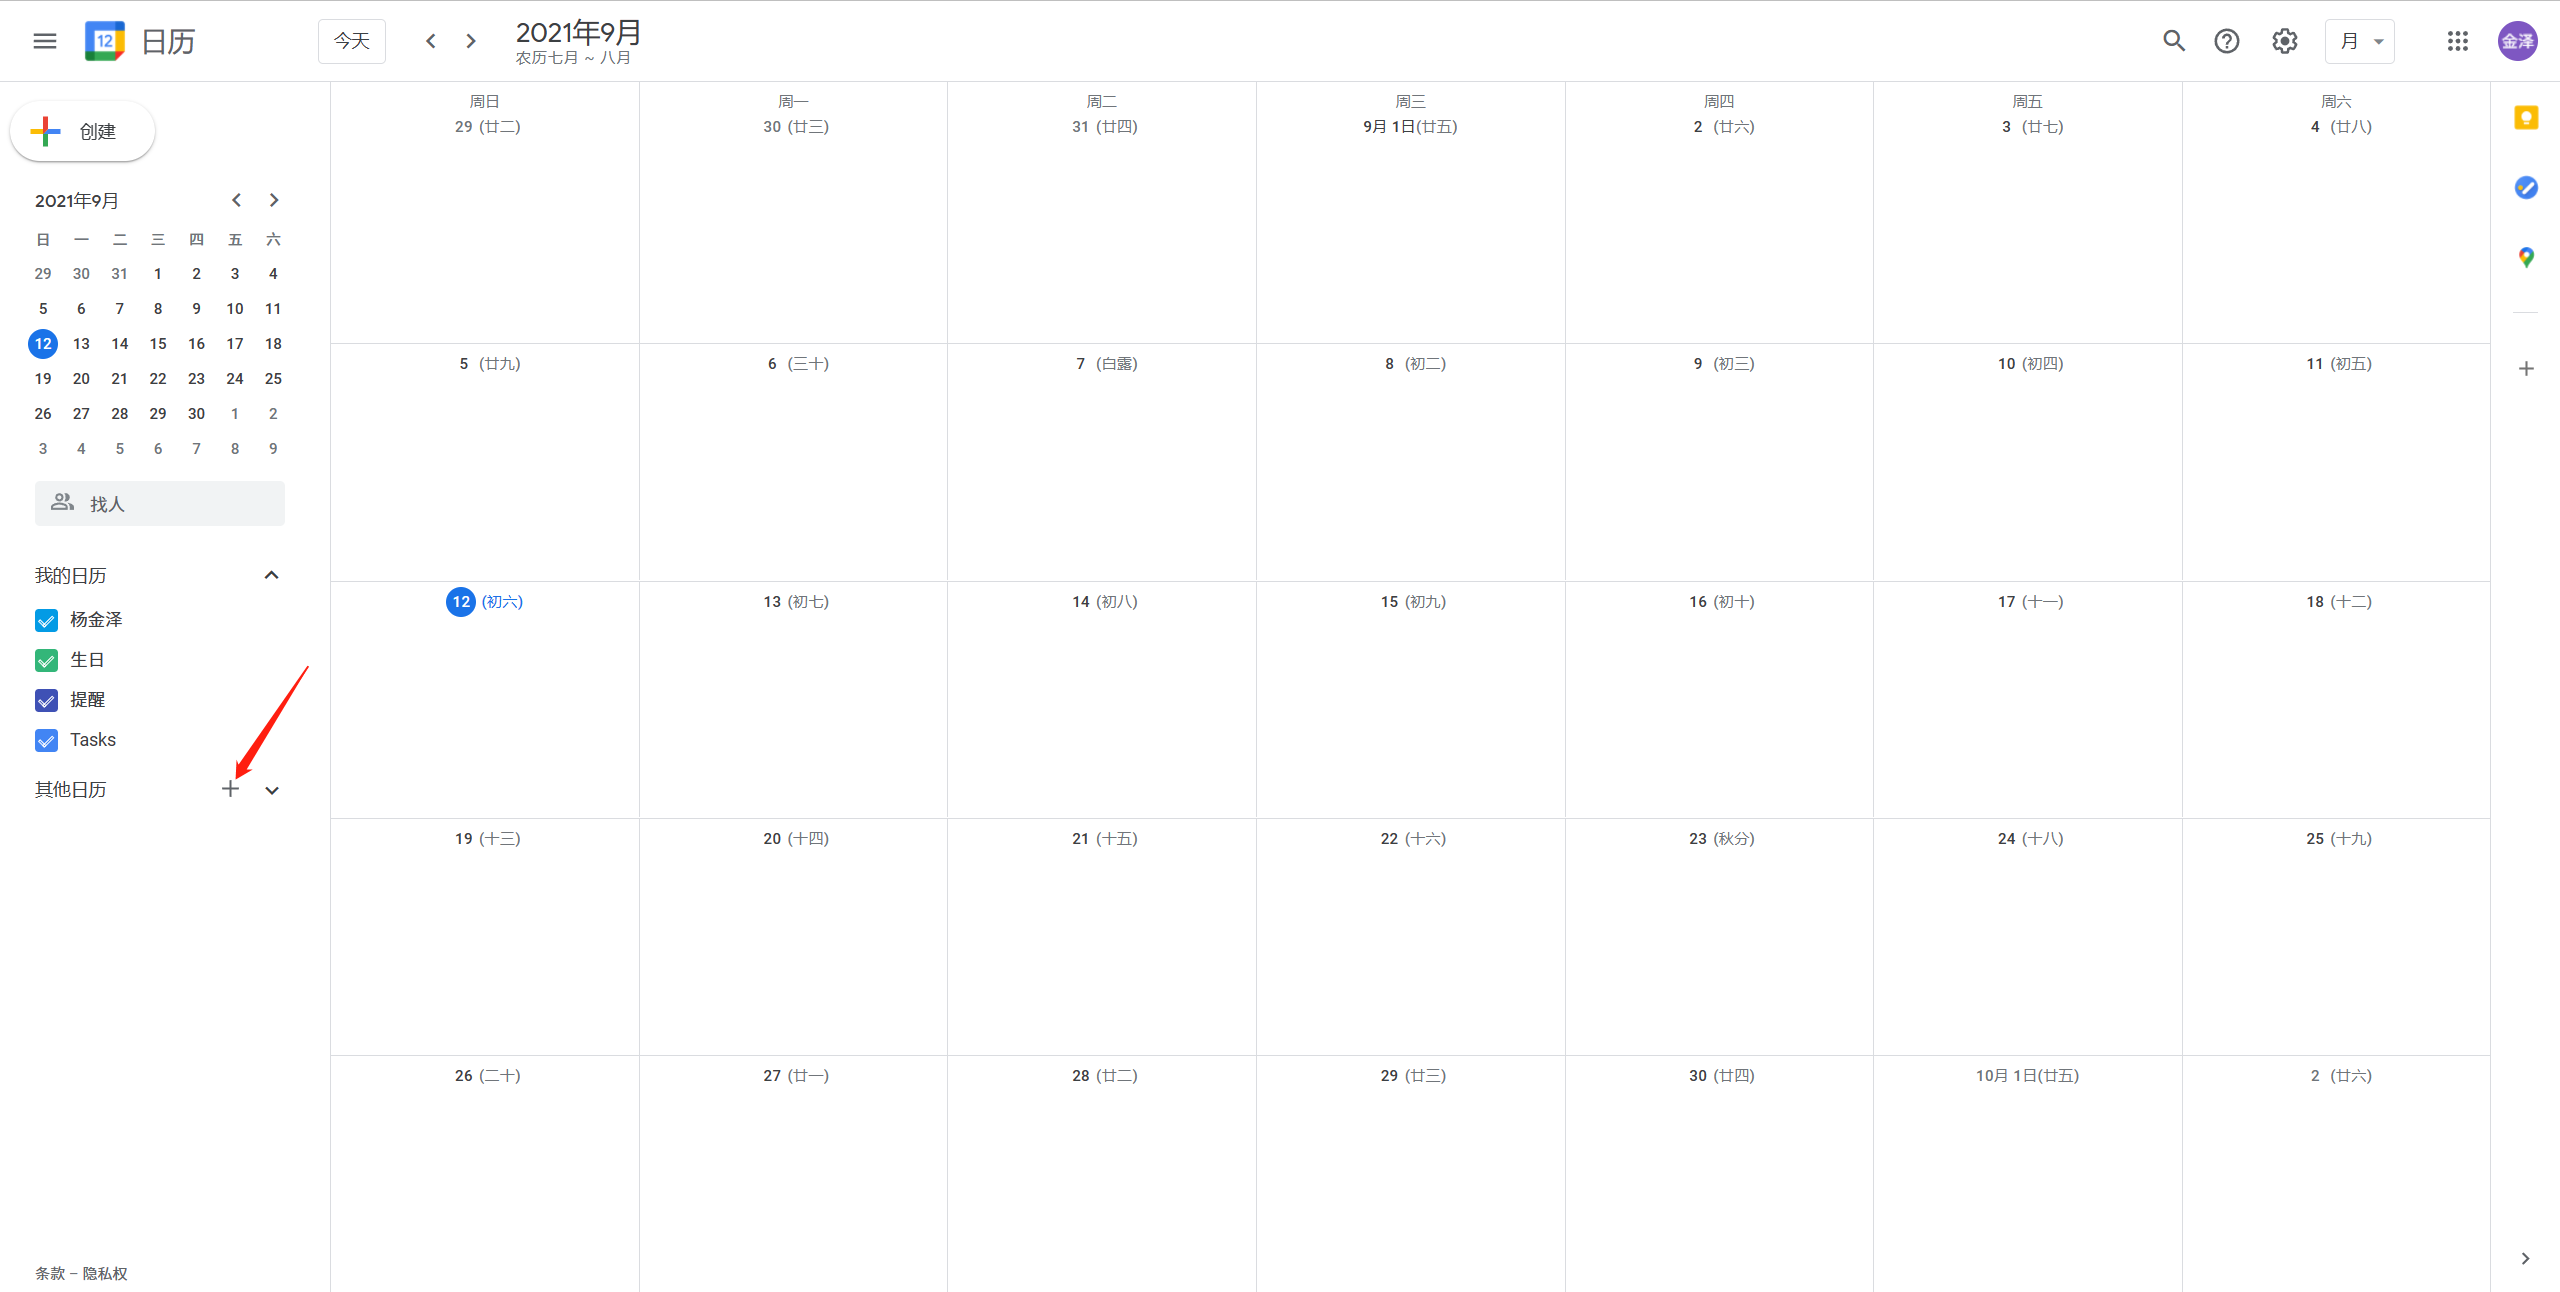 12 日历 今天 2021年9月 月 金泽
农历七月 ~ 八月
创建
2021年9月
日 一 二 三 四 五 六
29 30 31 1 2 3 4
5 6 7 8 9 10 11
12 13 14 15 16 17 18
19 20 21 22 23 24 25
26 27 28 29 30 1 2
3 4 5 6 7 8 9
找人
我的日历
杨金泽
生日
提醒
Tasks
其他日历
条款 – 隐私权
周日 周一 周二 周三 周四 周五 周六
29 (廿二) 30 (廿三) 31 (廿四) 9月 1日(廿五) 2 (廿六) 3 (廿七) 4 (廿八)
5 (廿九) 6 (三十) 7 (白露) 8 (初二) 9 (初三) 10 (初四) 11 (初五)
12 (初六) 13 (初七) 14 (初八) 15 (初九) 16 (初十) 17 (十一) 18 (十二)
19 (十三) 20 (十四) 21 (十五) 22 (十六) 23 (秋分) 24 (十八) 25 (十九)
26 (二十) 27 (廿一) 28 (廿二) 29 (廿三) 30 (廿四) 10月 1日(廿五) 2 (廿六)